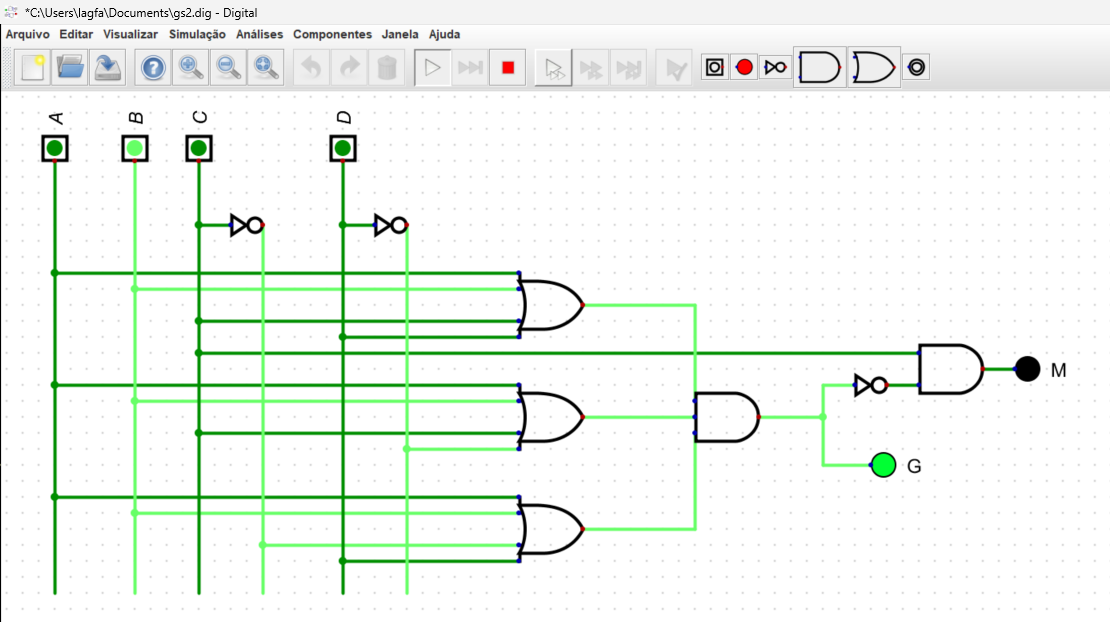 *C:\Users\lagfa\Documents\gs2.dig - Digital
Arquivo Editar Visualizar Simulação Análises Componentes Janela Ajuda
A B C D
M
G